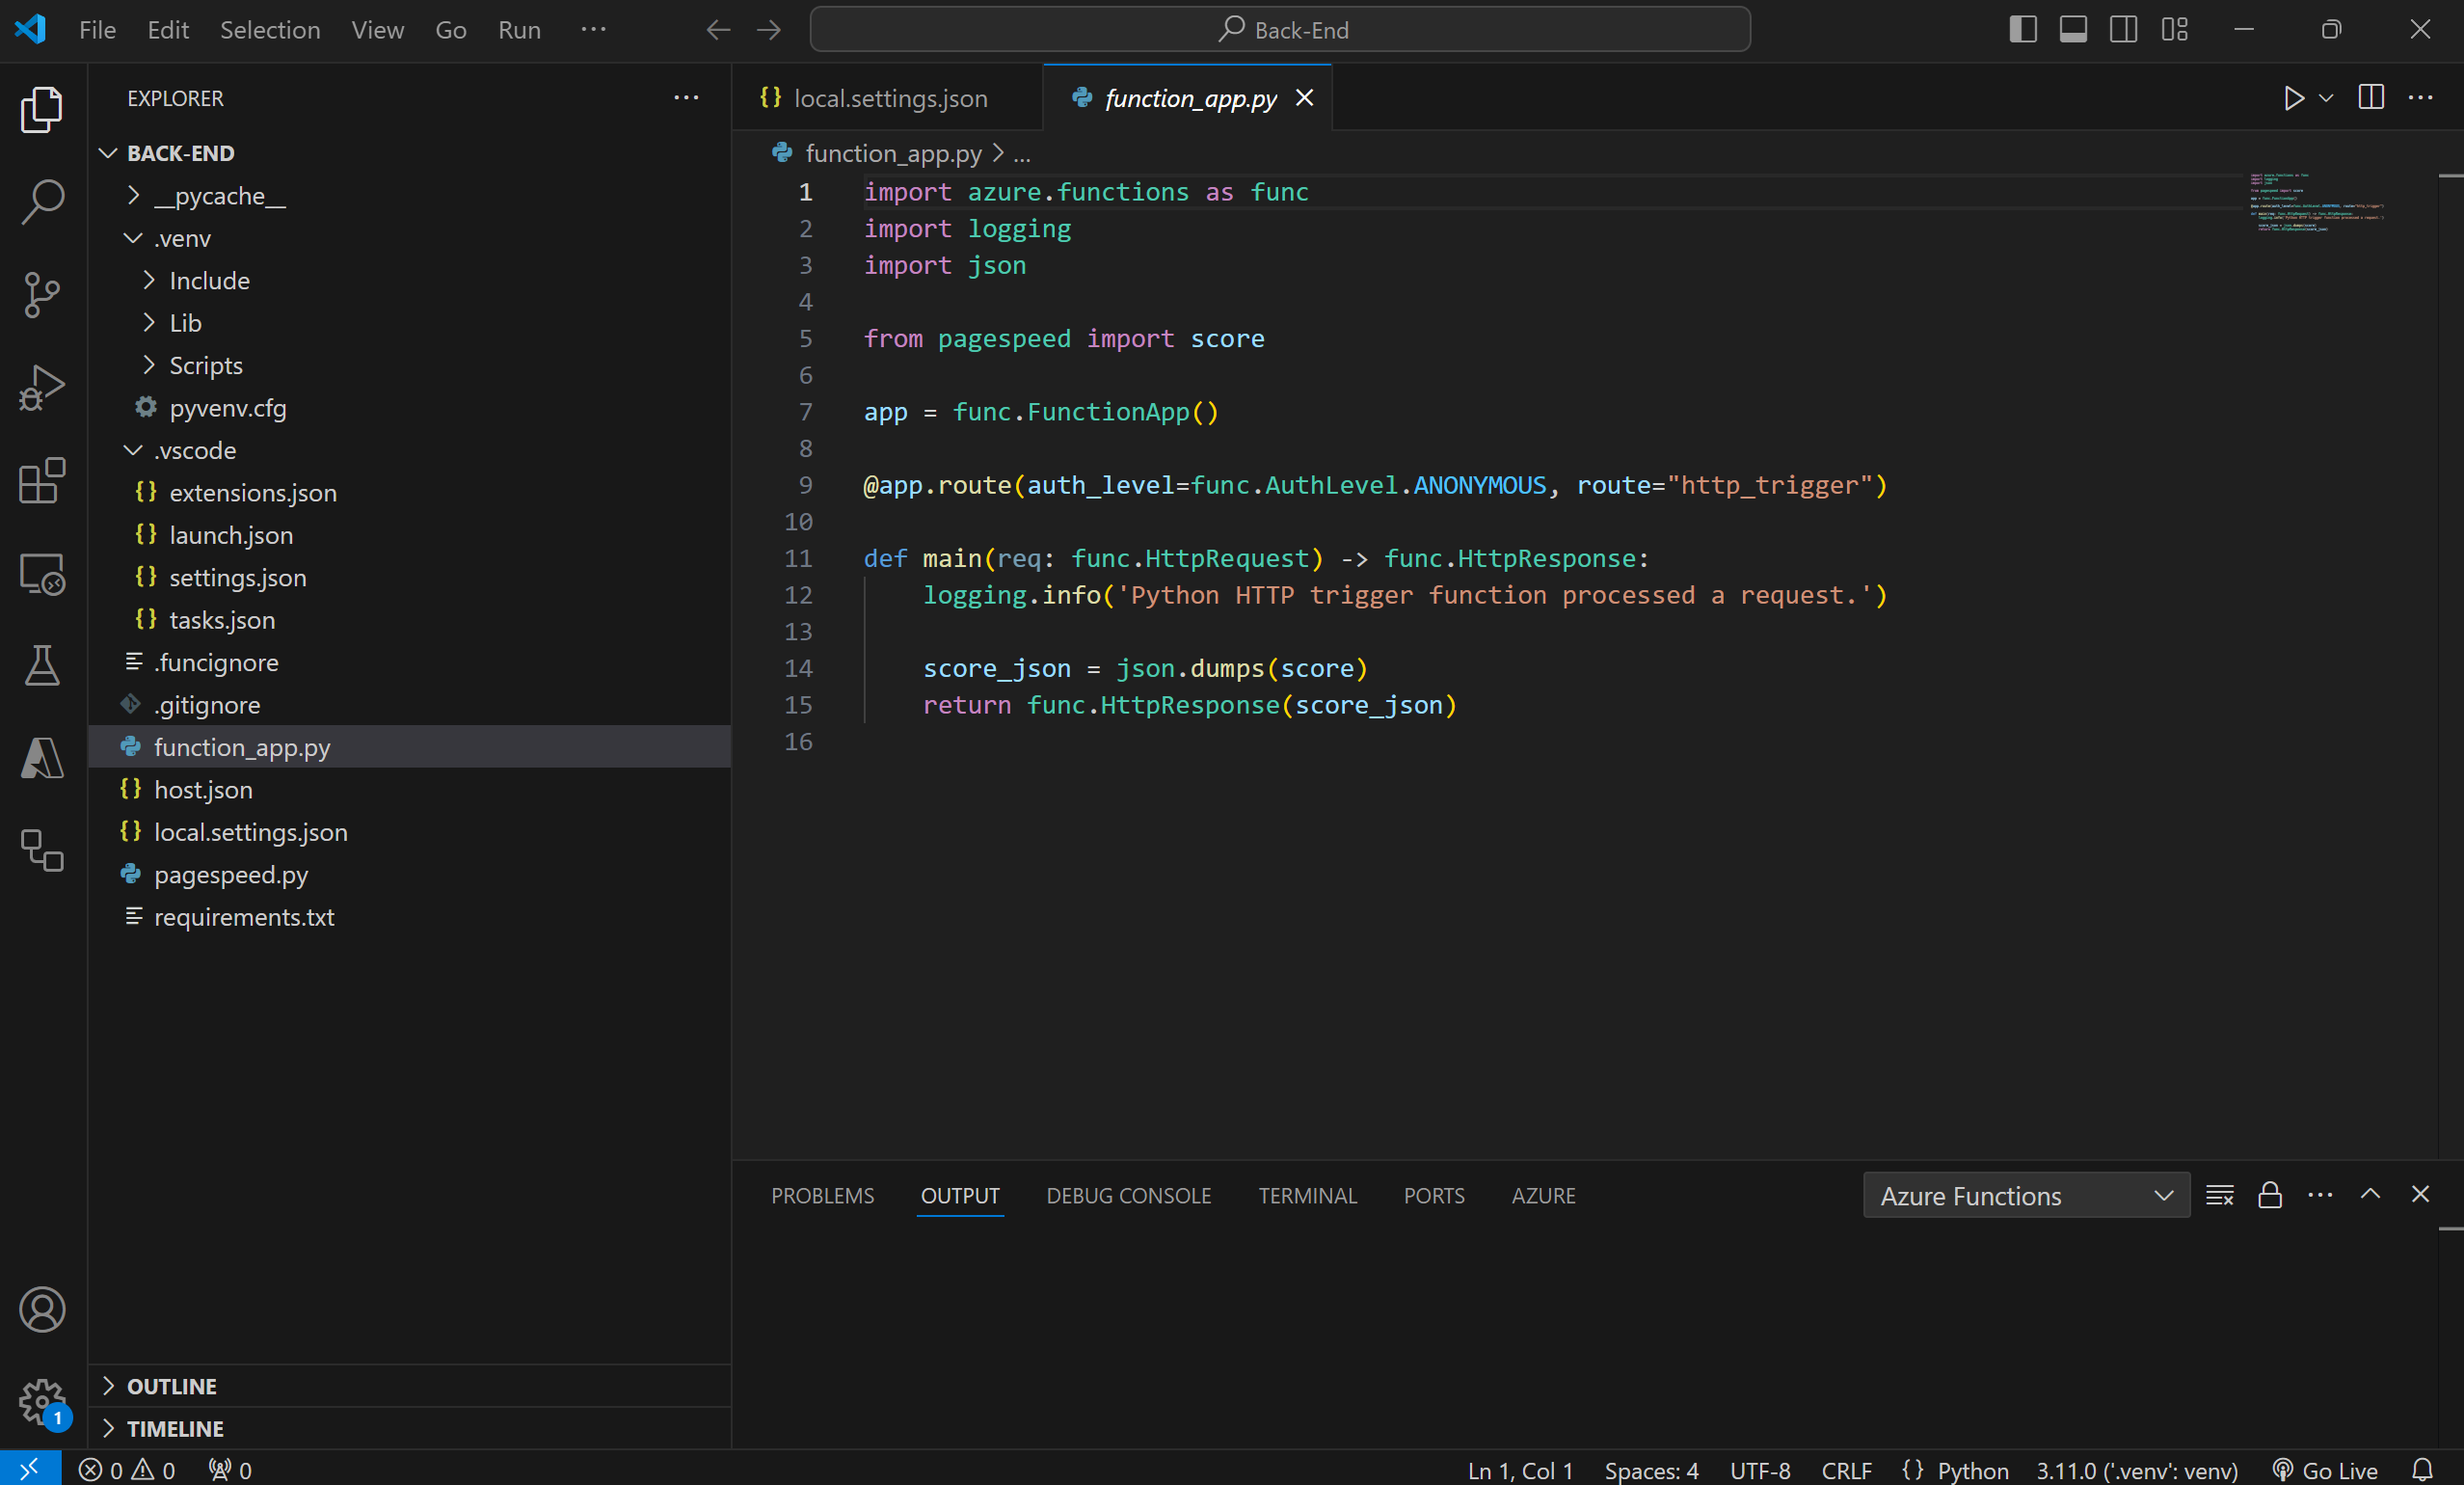 File Edit Selection View Go Run ···
Back-End
EXPLORER
BACK-END
__pycache__
.venv
Include
Lib
Scripts
pyvenv.cfg
.vscode
{} extensions.json
{} launch.json
{} settings.json
{} tasks.json
.funcignore
.gitignore
function_app.py
{} host.json
{} local.settings.json
pagespeed.py
requirements.txt
OUTLINE
TIMELINE
{} local.settings.json function_app.py
function_app.py > ...
1 import azure.functions as func
2 import logging
3 import json
4
5 from pagespeed import score
6
7 app = func.FunctionApp()
8
9 @app.route(auth_level=func.AuthLevel.ANONYMOUS, route="http_trigger")
10
11 def main(req: func.HttpRequest) -> func.HttpResponse:
12 logging.info('Python HTTP trigger function processed a request.')
13
14 score_json = json.dumps(score)
15 return func.HttpResponse(score_json)
16
PROBLEMS OUTPUT DEBUG CONSOLE TERMINAL PORTS AZURE Azure Functions
1
0 0 0 Ln 1, Col 1 Spaces: 4 UTF-8 CRLF {} Python 3.11.0 ('.venv': venv) Go Live